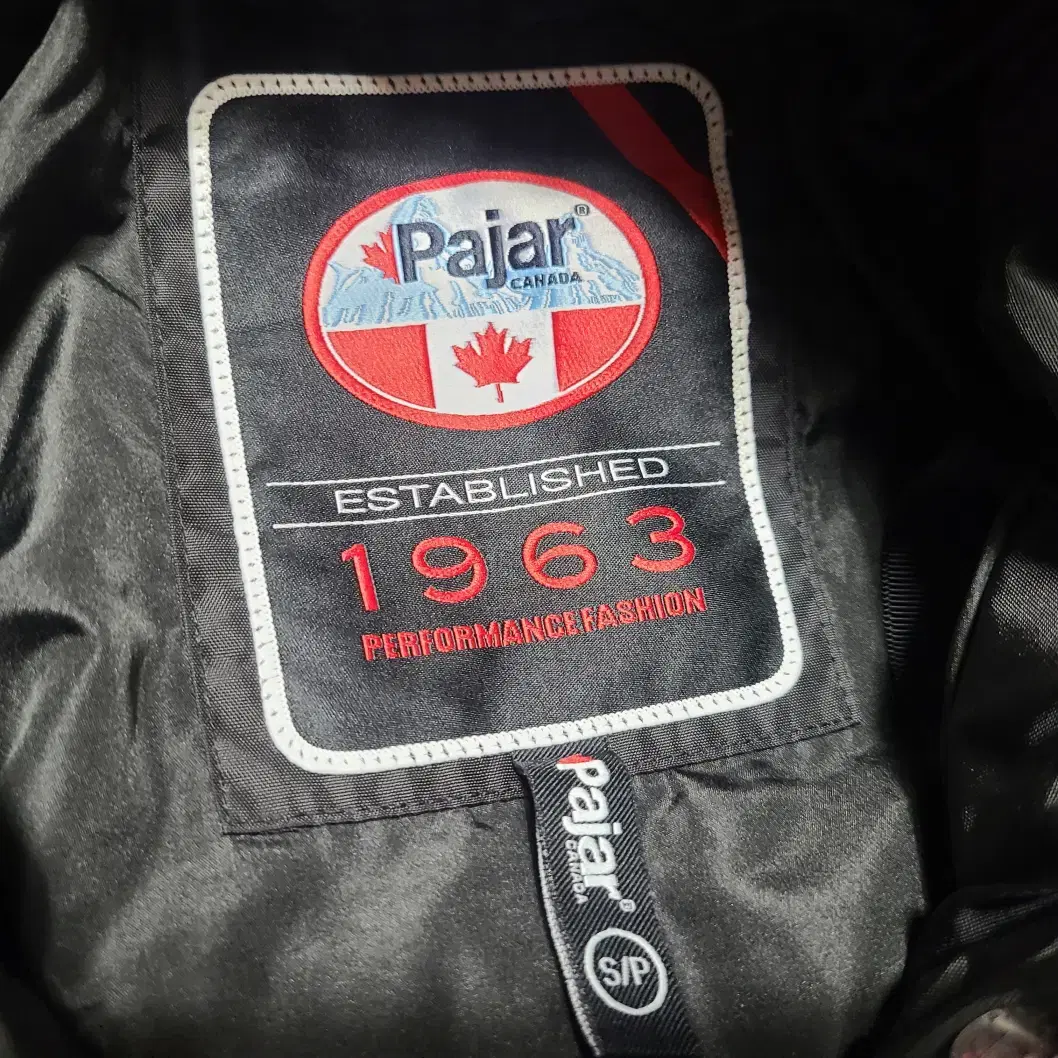 Pajar®
CANADA
ESTABLISHED
1963
PERFORMANCE FASHION
Pajar®
CANADA
S/P